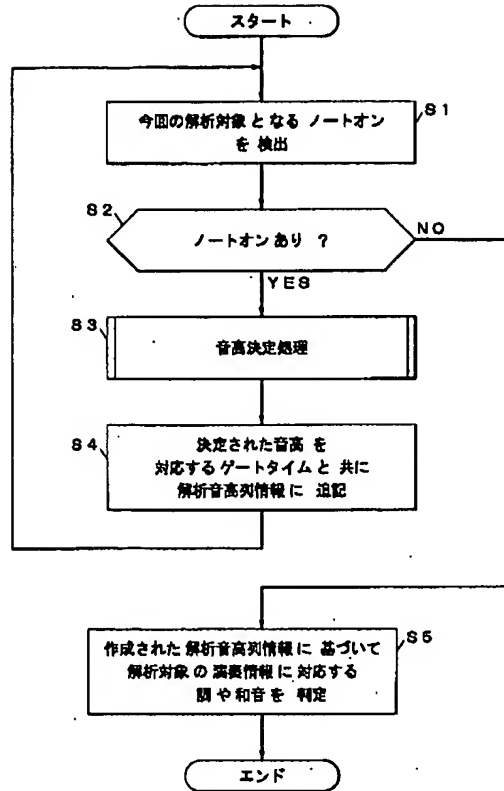 スタート
今回の解析対象となるノートオン
を検出
S1
S2
ノートオンあり ?
NO
YES
S3
音高決定処理
S4
決定された音高を
対応するゲートタイムと共に
解析音高列情報に追記
作成された解析音高列情報に基づいて
解析対象の演奏情報に対応する
調や和音を判定
S5
エンド